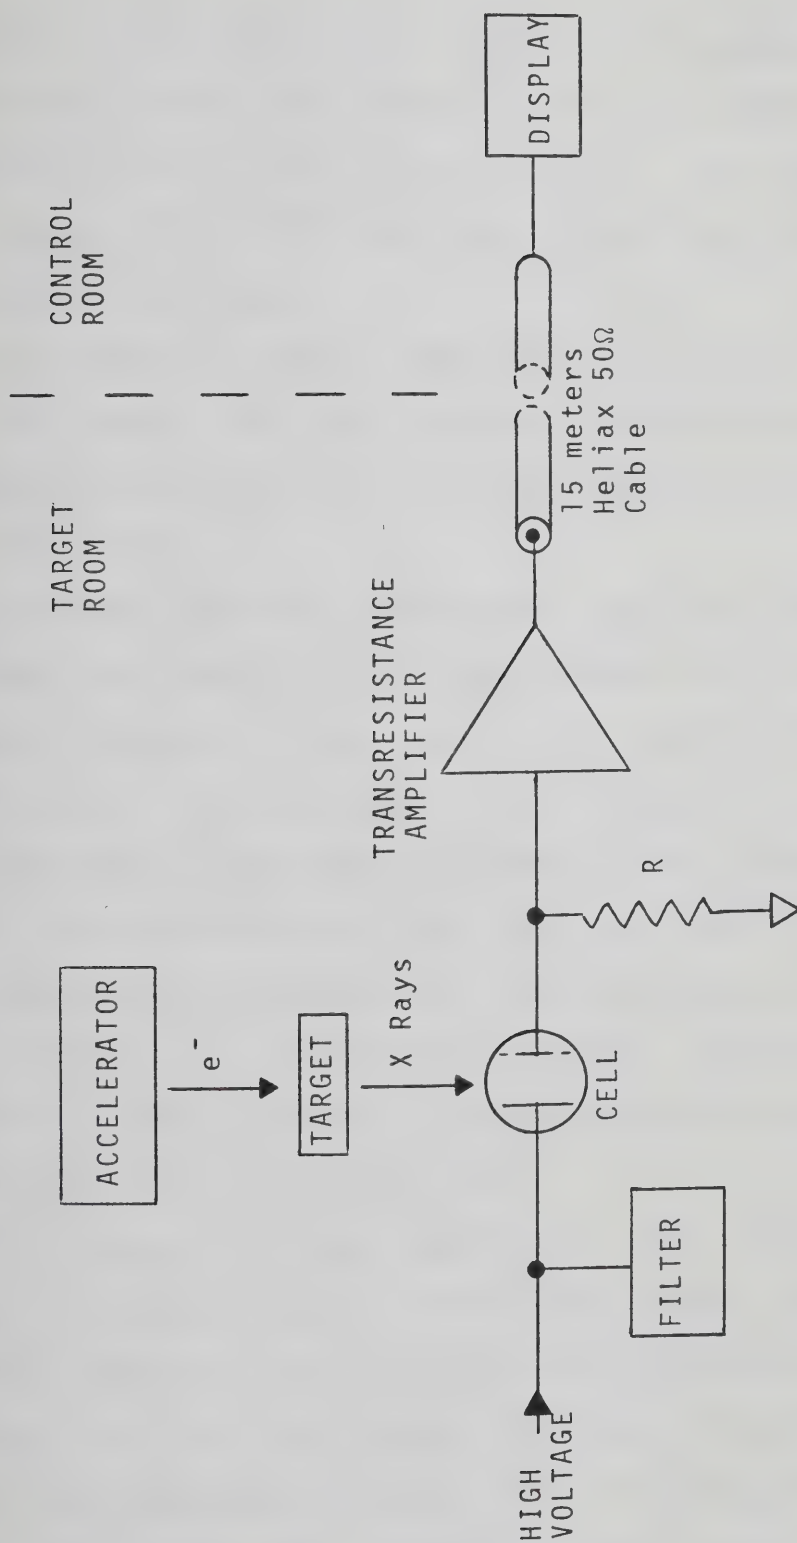 TARGET
ROOM
CONTROL
ROOM
ACCELERATOR
e-
TARGET
X Rays
TRANSRESISTANCE
AMPLIFIER
HIGH
VOLTAGE
FILTER
CELL
R
15 meters
Heliax 50Ω
Cable
DISPLAY